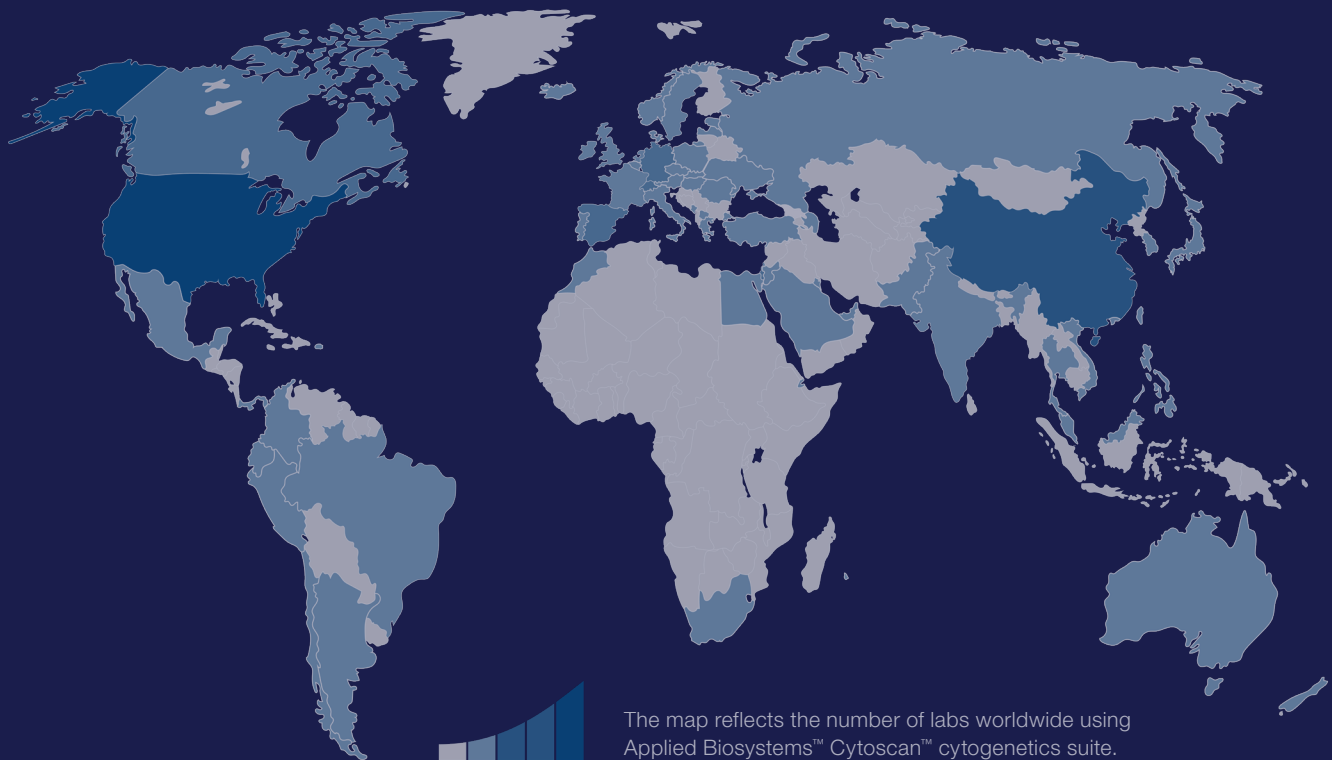 The map reflects the number of labs worldwide using
Applied Biosystems™ Cytoscan™ cytogenetics suite.